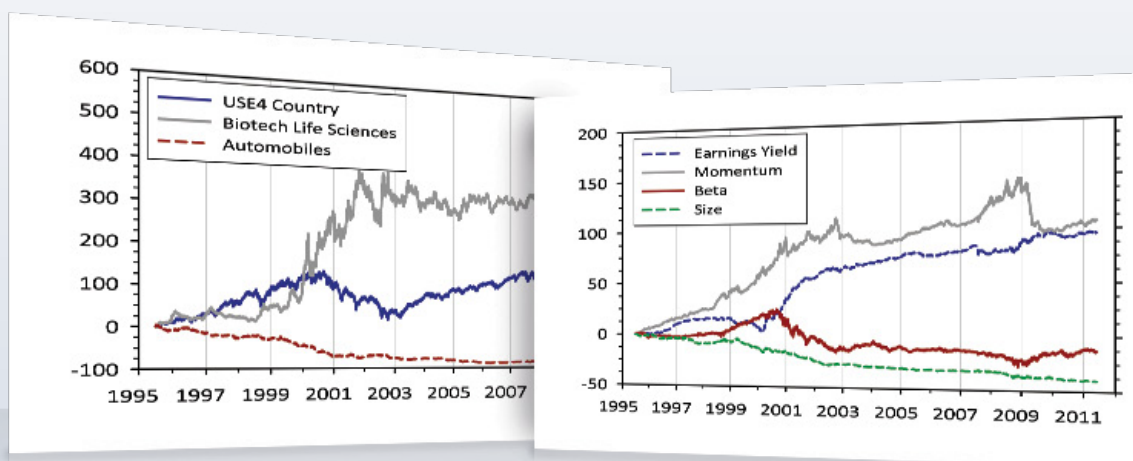 600
500
400
300
200
100
0
-100
USE4 Country
Biotech Life Sciences
Automobiles
1995 1997 1999 2001 2003 2005 2007
200
150
100
50
0
-50
Earnings Yield
Momentum
Beta
Size
1995 1997 1999 2001 2003 2005 2007 2009 2011